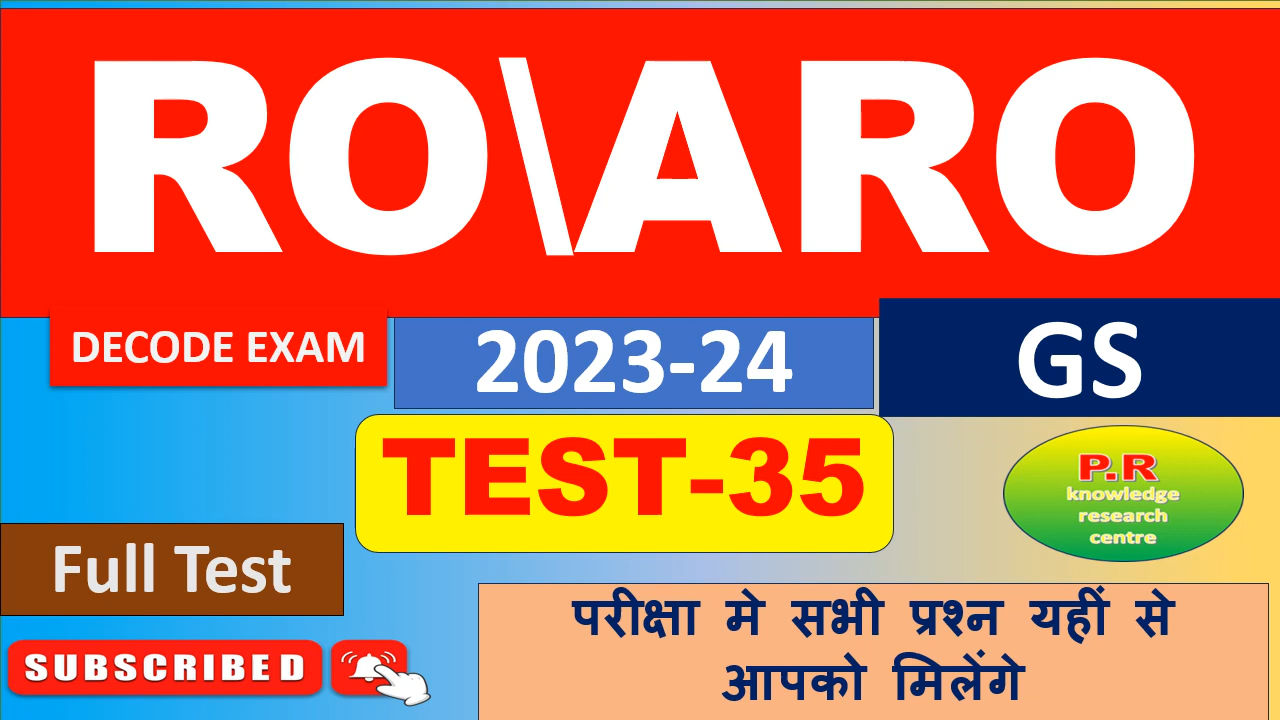 RO\ARO
DECODE EXAM
2023-24
GS
TEST-35
P.R
knowledge
research
centre
Full Test
परीक्षा मे सभी प्रश्न यहीं से
आपको मिलेंगे
SUBSCRIBED